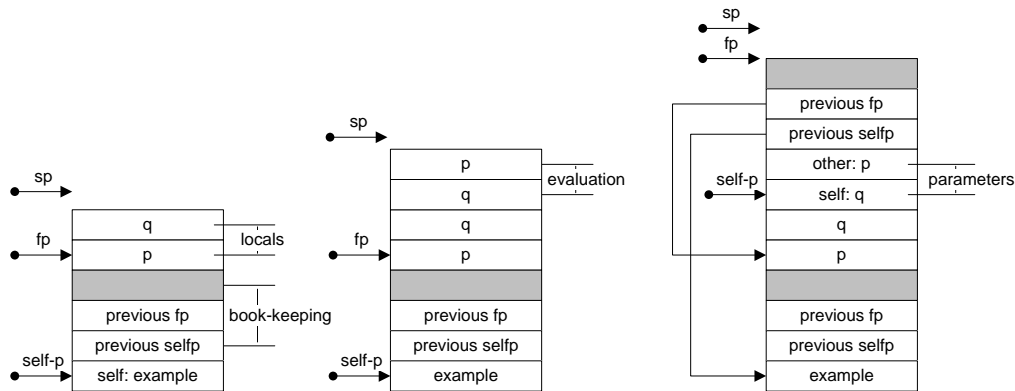 sp
q
fp
locals
p
book-keeping
previous fp
previous selfp
self-p
self: example
sp
p
evaluation
q
q
fp
p
previous fp
previous selfp
self-p
example
sp
fp
previous fp
previous selfp
other: p
self-p
parameters
self: q
q
p
previous fp
previous selfp
example